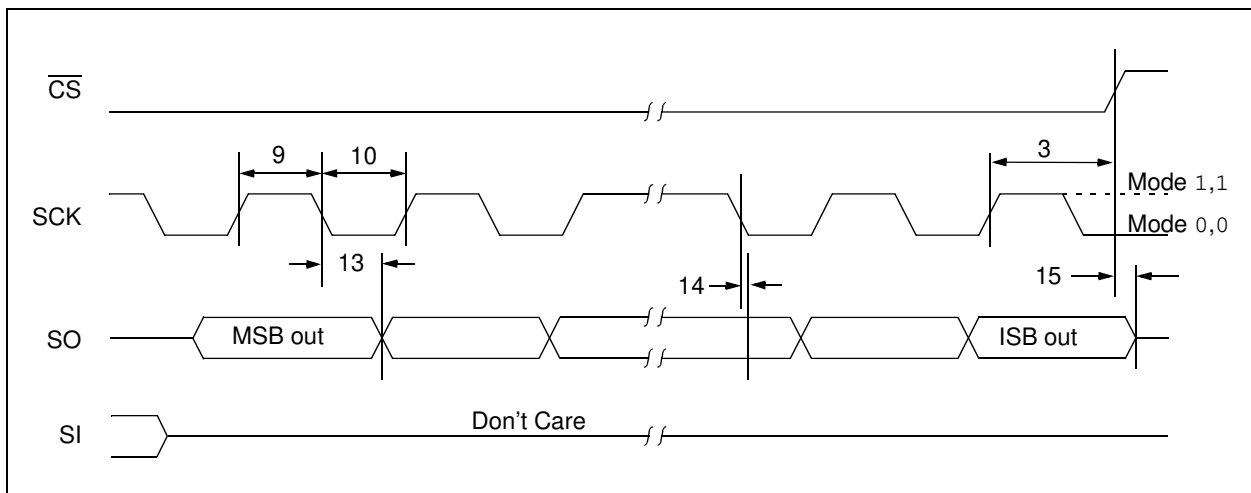 CS
9
10
3
Mode 1,1
SCK
Mode 0,0
13
14
15
SO
MSB out
ISB out
Don't Care
SI